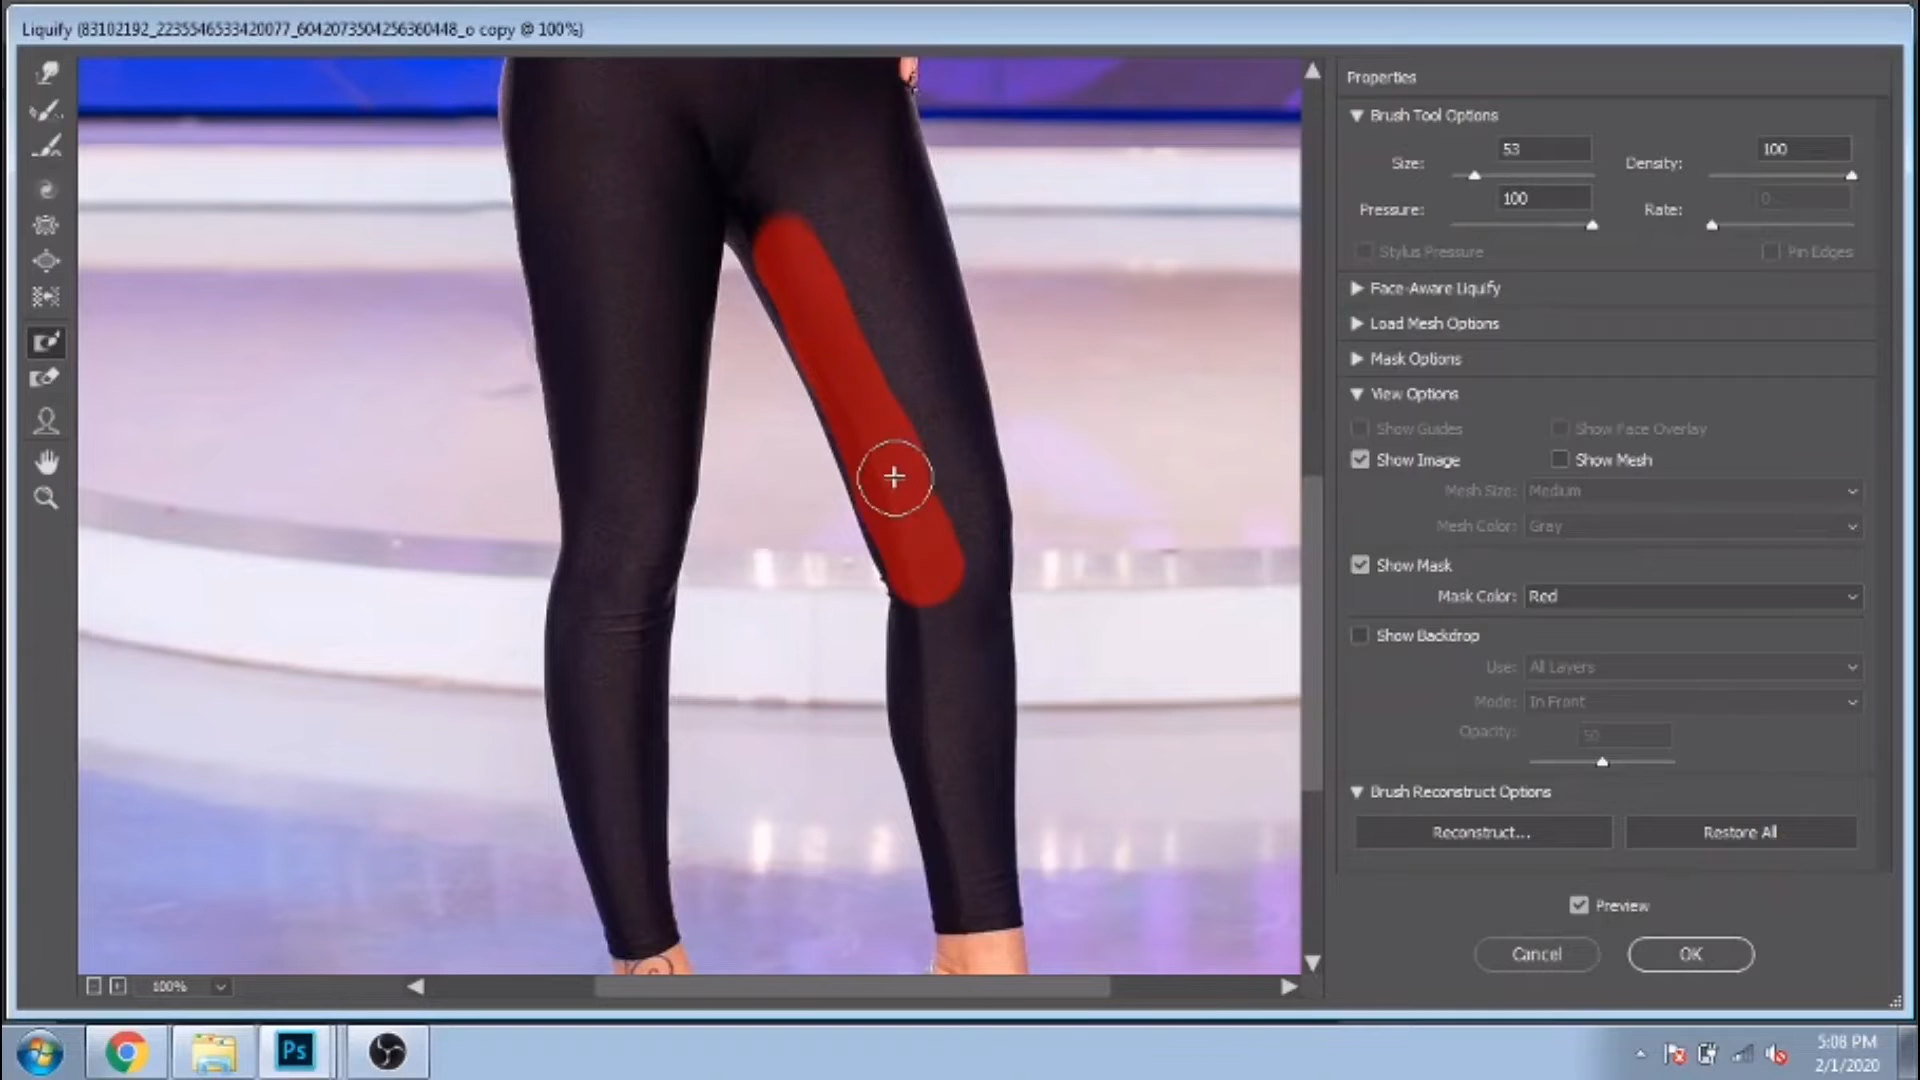 Liquify (83102192_2235546533420077_6042073504256360448_o copy @ 100%)
Properties
Brush Tool Options
Size: 53 Density: 100
Pressure: 100 Rate: 0
Stylus Pressure Pin Edges
Face-Aware Liquify
Load Mesh Options
Mask Options
View Options
Show Guides Show Face Overlay
Show Image Show Mesh
Mesh Size: Medium
Mesh Color: Gray
Show Mask
Mask Color: Red
Show Backdrop
Use: All Layers
Mode: In Front
Opacity: 50
Brush Reconstruct Options
Reconstruct... Restore All
Preview
Cancel OK
100%
Ps
5:08 PM
2/1/2020